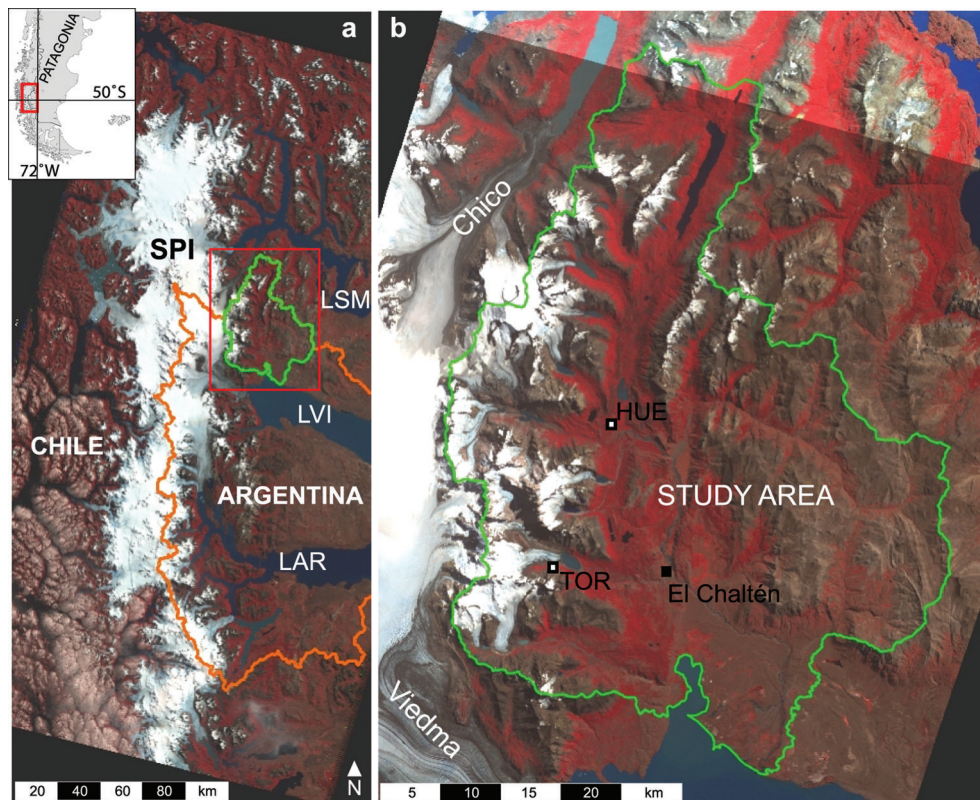 a
b
PATAGONIA
50°S
72°W
SPI
LSM
LVI
CHILE
ARGENTINA
LAR
20 40 60 80 km
N
Chico
HUE
STUDY AREA
TOR
El Chaltén
Viedma
5 10 15 20 km